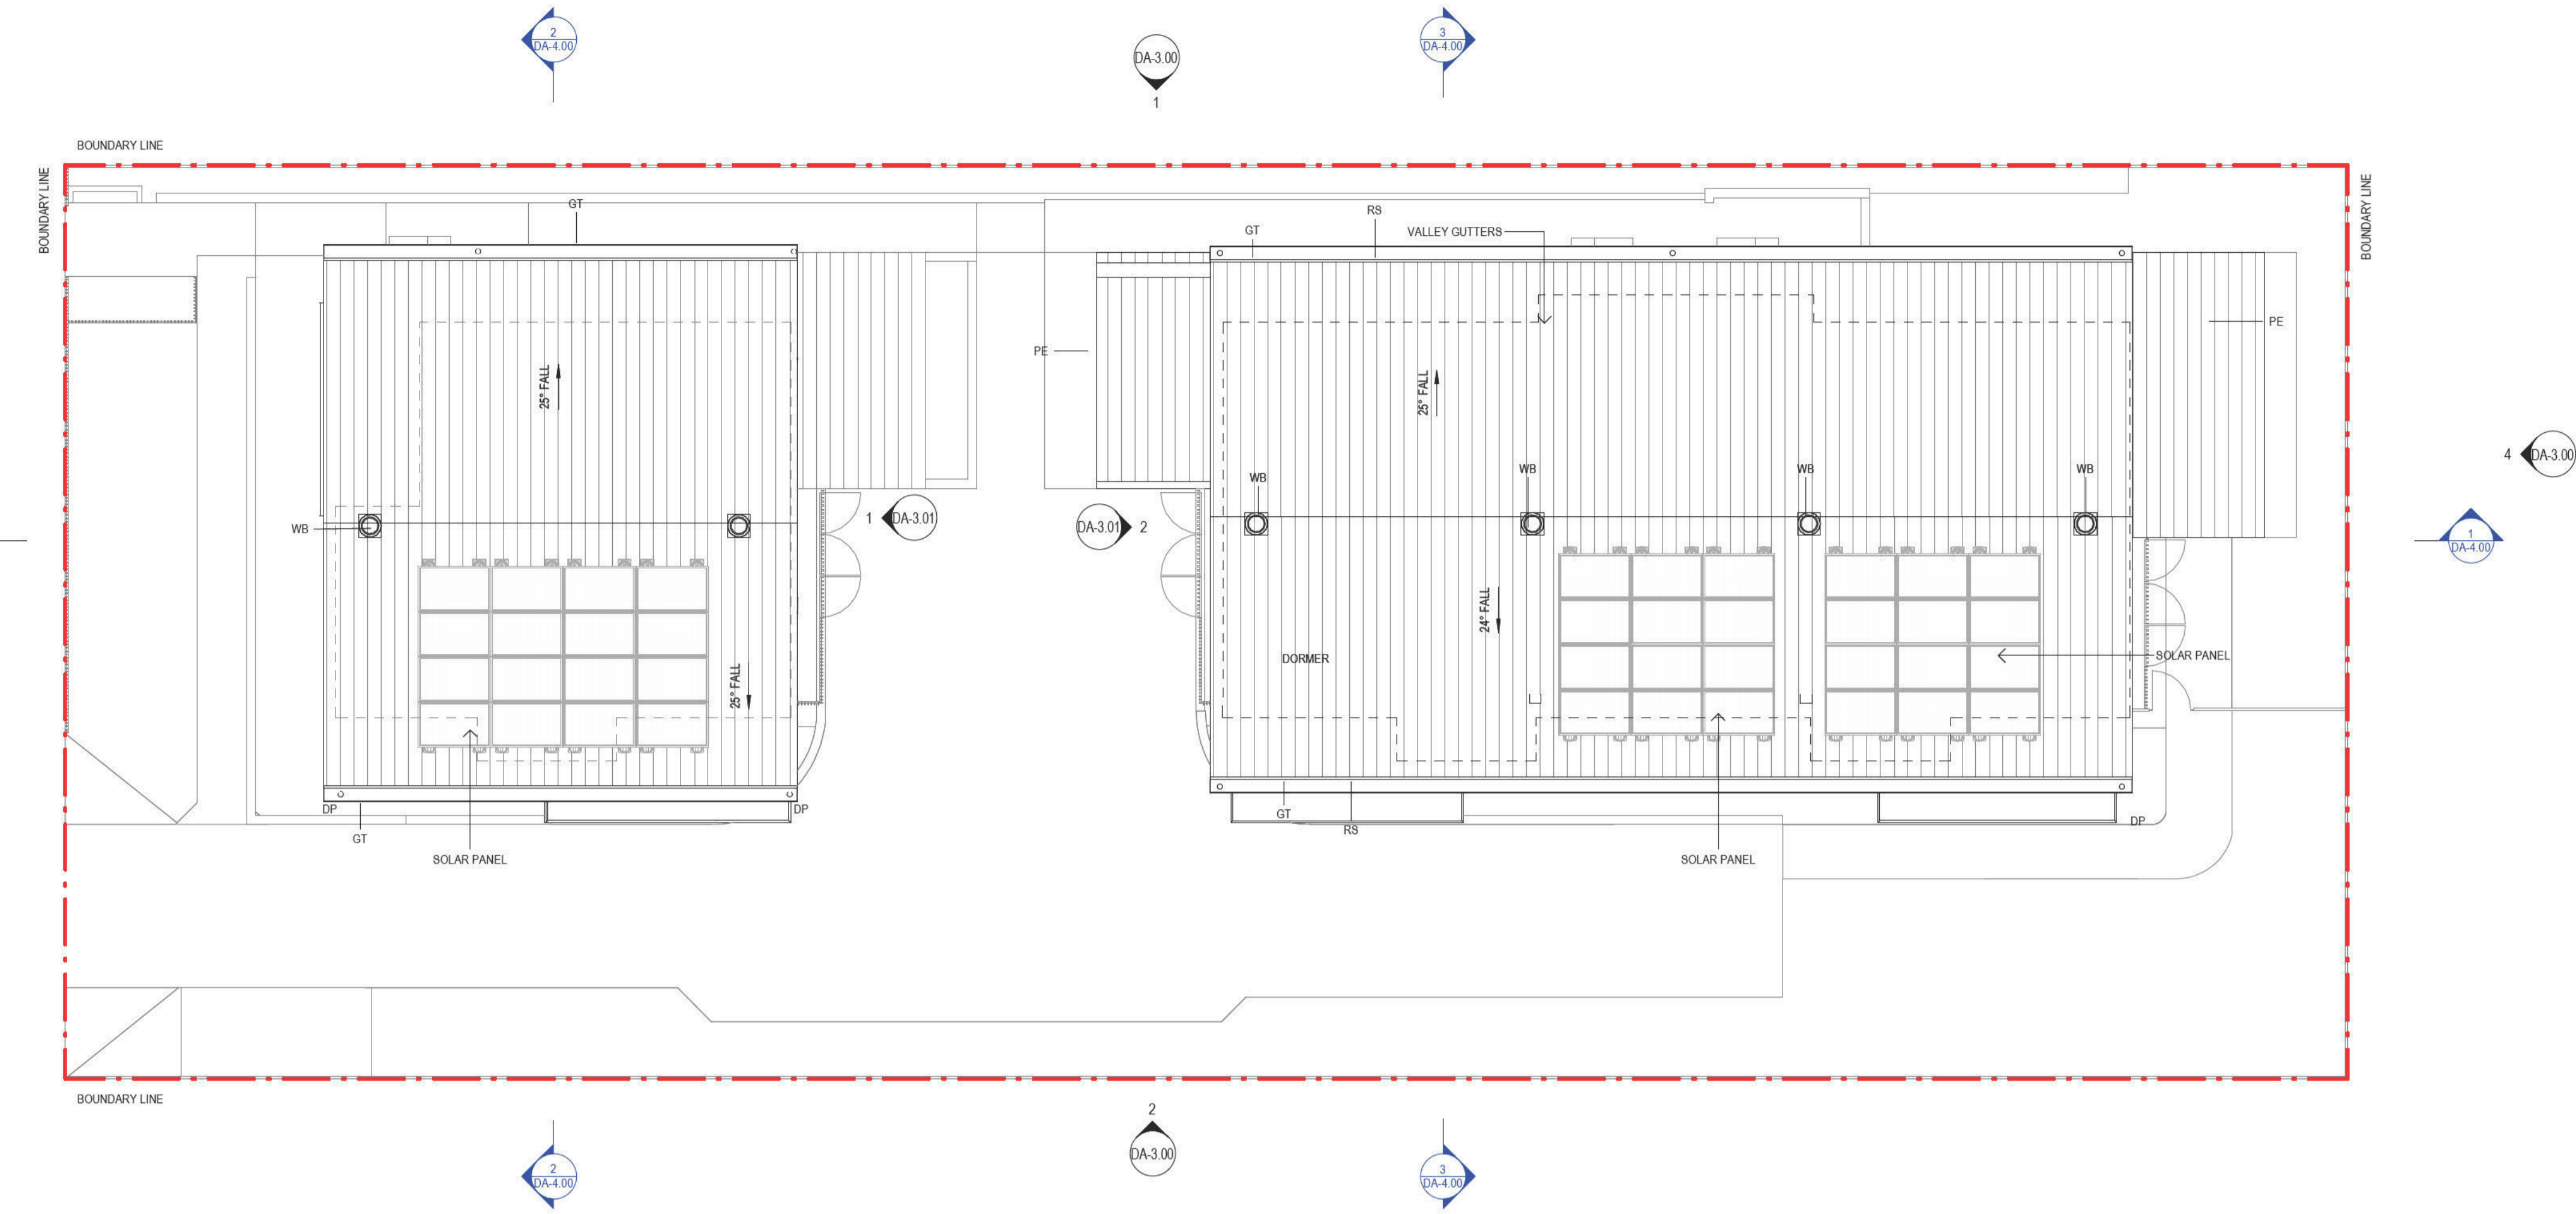 2
DA-4.00
3
DA-4.00
DA-3.00
1
BOUNDARY LINE
BOUNDARY LINE
BOUNDARY LINE
GT
RS
GT
VALLEY GUTTERS
PE
PE
25° FALL
25° FALL
4
DA-3.00
WB
WB
WB
WB
WB
1
DA-3.01
DA-3.01
2
1
DA-4.00
24° FALL
DORMER
SOLAR PANEL
25° FALL
DP
DP
GT
GT
RS
DP
SOLAR PANEL
SOLAR PANEL
BOUNDARY LINE
2
DA-3.00
2
DA-4.00
3
DA-4.00